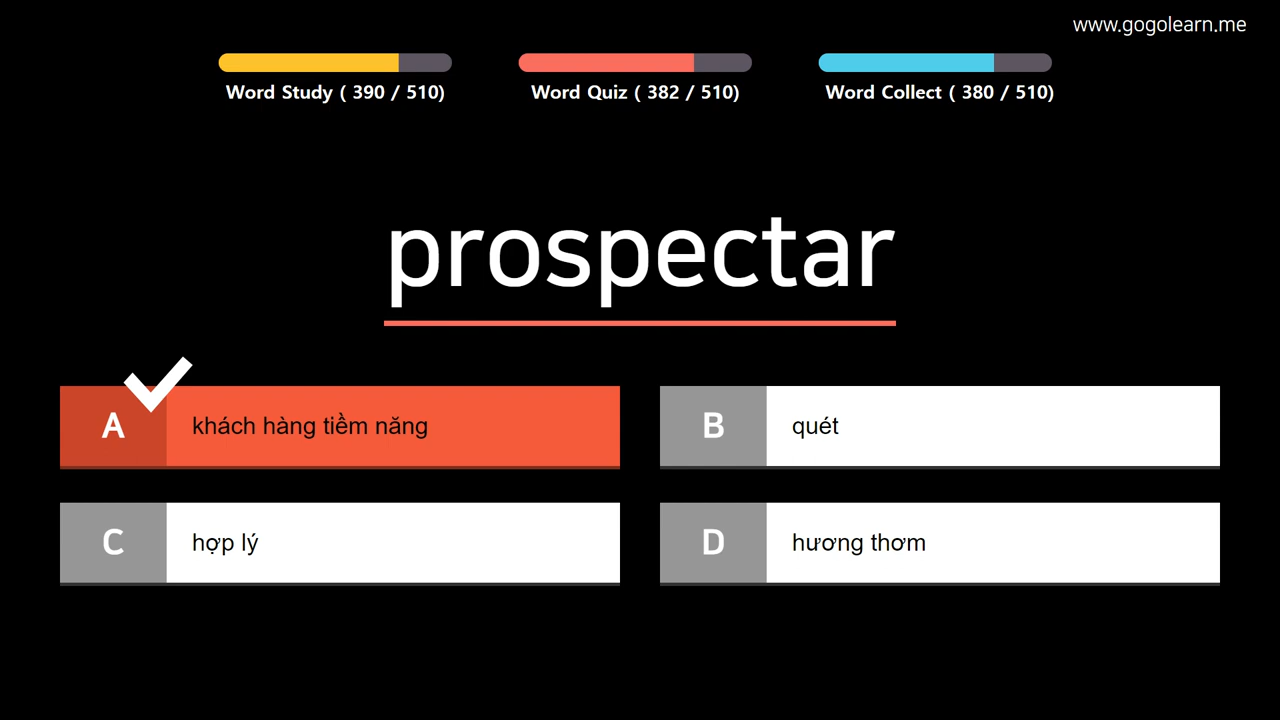 www.gogolearn.me
Word Study ( 390 / 510)
Word Quiz ( 382 / 510)
Word Collect ( 380 / 510)
prospectar
A
khách hàng tiềm năng
B
quét
C
hợp lý
D
hương thơm